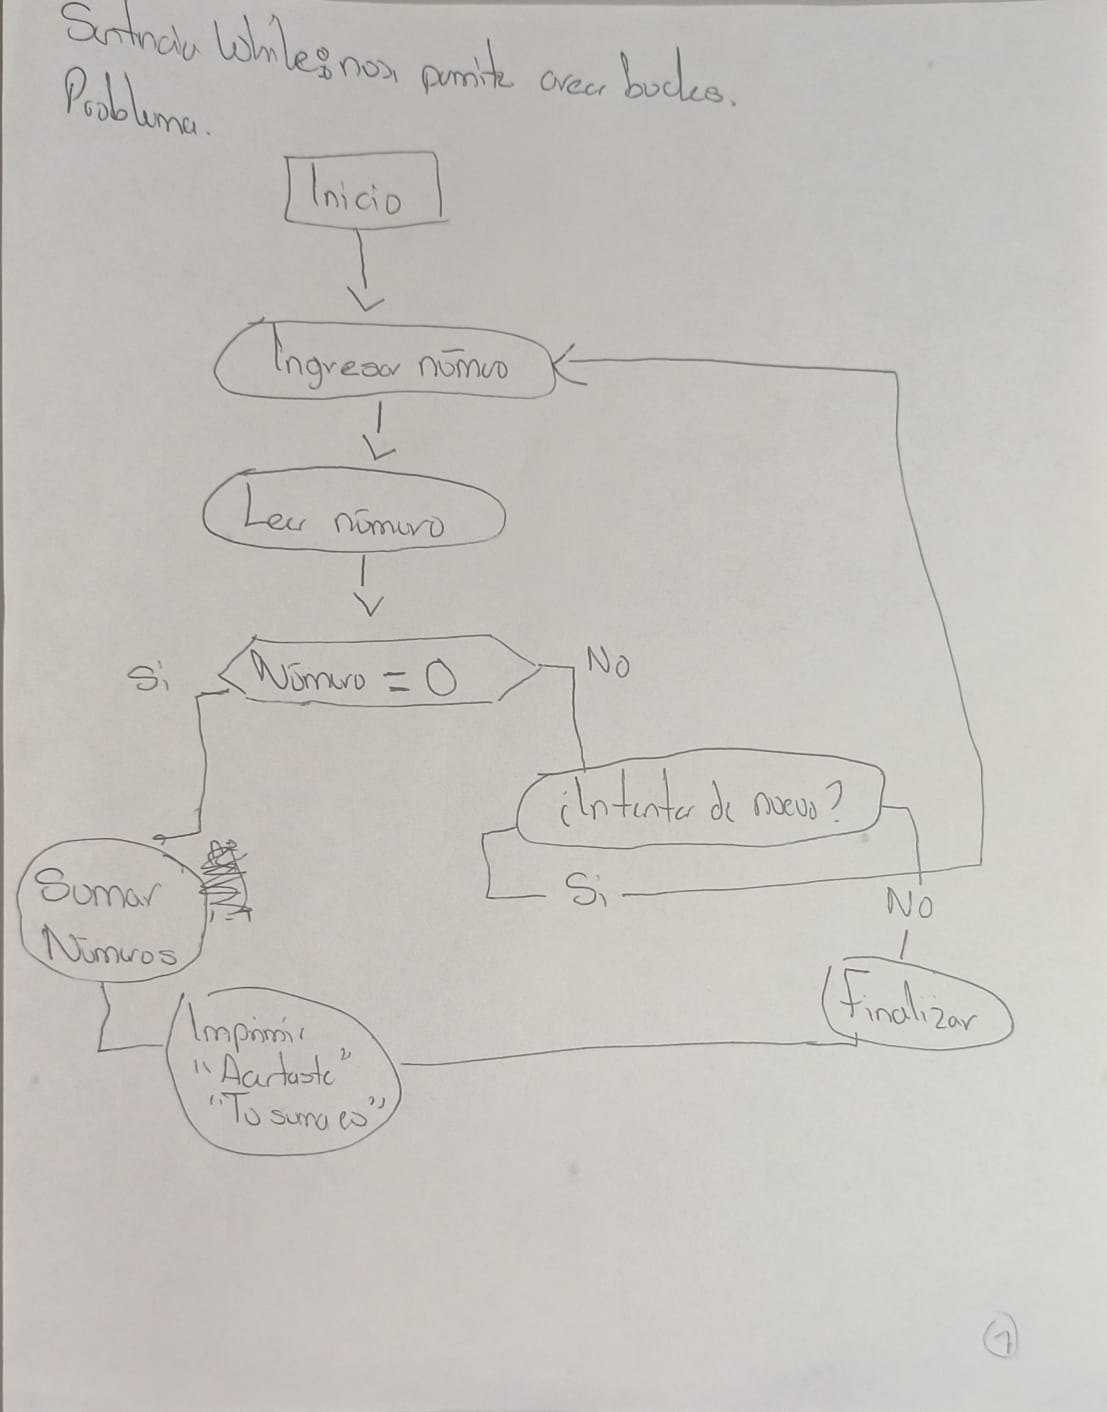 Sentencia While: nos permite crear bucles.
Problema.
Inicio
Ingresar número
Leer número
Número = 0
Si
No
¿Intentar de nuevo?
Si
No
Sumar
Números
Finalizar
Imprimir
"Acertaste"
"Tu suma es"
1